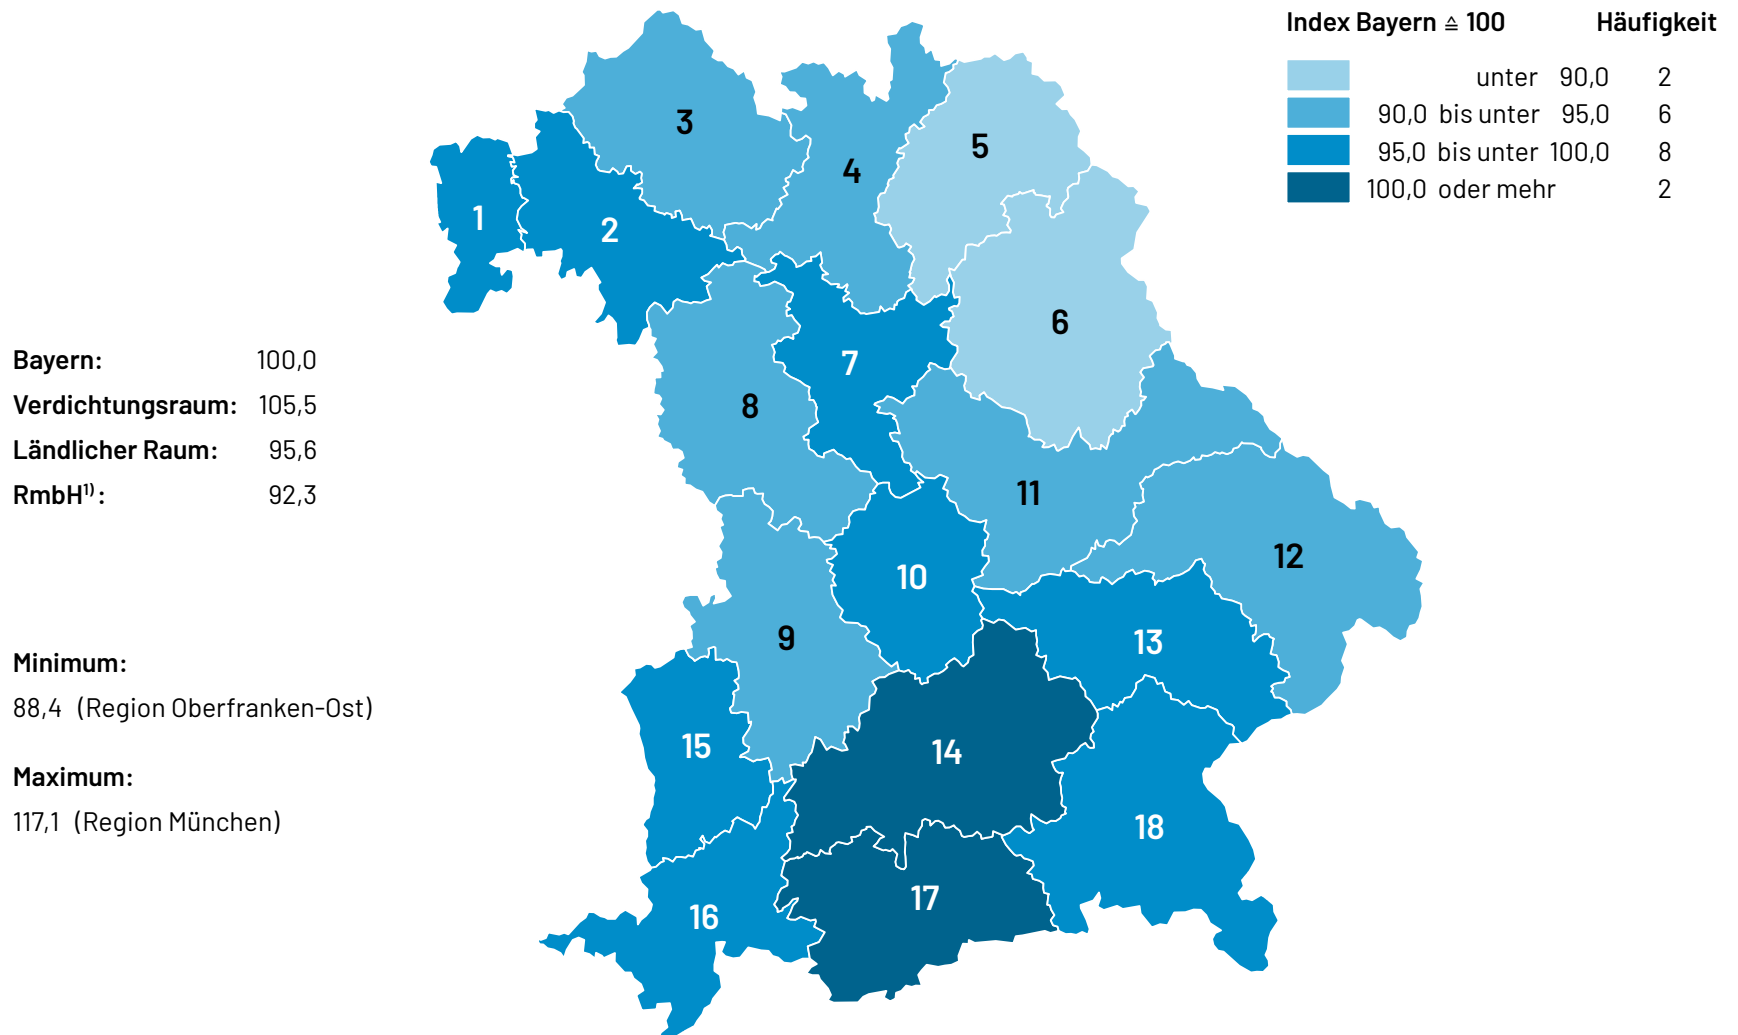 Index Bayern ≙ 100 Häufigkeit
unter 90,0 2
90,0 bis unter 95,0 6
95,0 bis unter 100,0 8
100,0 oder mehr 2
3
5
4
1
2
6
7
8
11
12
10
9
13
15
14
18
17
16
Bayern: 100,0
Verdichtungsraum: 105,5
Ländlicher Raum: 95,6
RmbH¹⁾: 92,3
Minimum:
88,4 (Region Oberfranken-Ost)
Maximum:
117,1 (Region München)